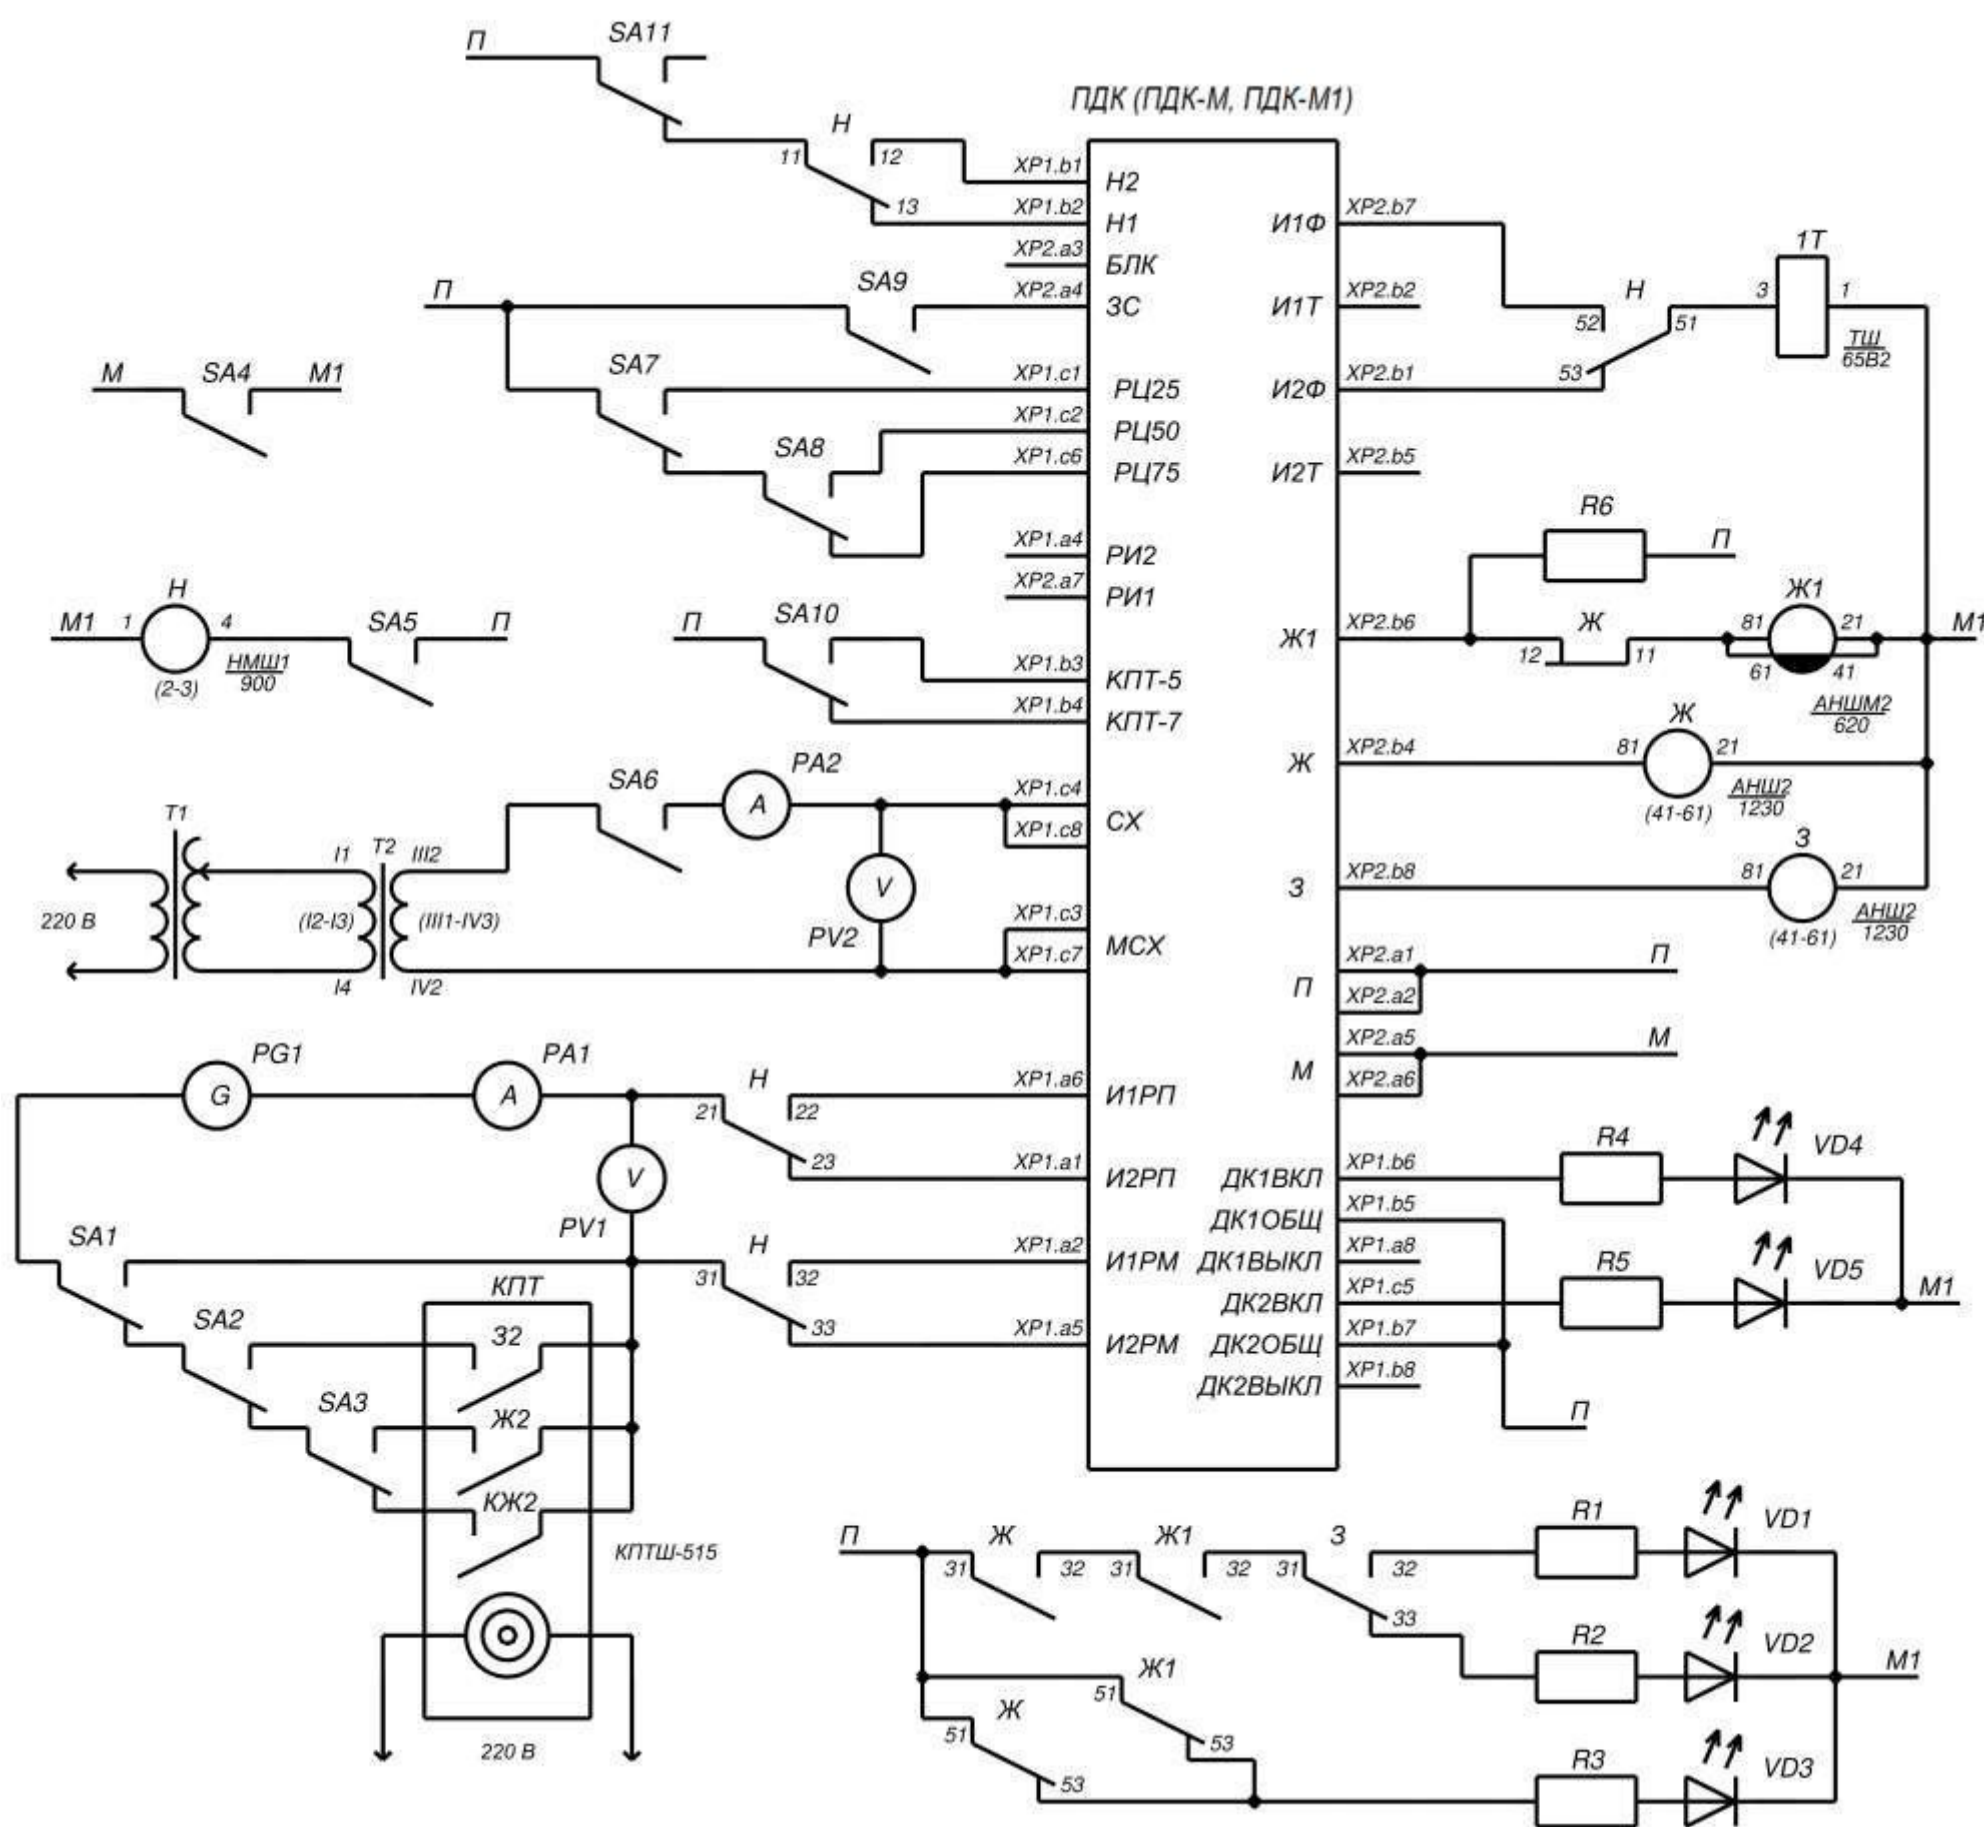 П SA11
ПДК (ПДК-М, ПДК-М1)
Н
11 12
13
XP1.b1 Н2
XP1.b2 Н1
XP2.a3 БЛК
XP2.a4 ЗС
XP1.c1 РЦ25
XP1.c2 РЦ50
XP1.c6 РЦ75
XP1.a4 РИ2
XP2.a7 РИ1
XP1.b3 КПТ-5
XP1.b4 КПТ-7
XP1.c4
XP1.c8 СХ
XP1.c3
XP1.c7 МСХ
XP1.a6 И1РП
XP1.a1 И2РП
XP1.a2 И1РМ
XP1.a5 И2РМ
И1Ф XP2.b7
И1Т XP2.b2
И2Ф XP2.b1
И2Т XP2.b5
Ж1 XP2.b6
Ж XP2.b4
З XP2.b8
П XP2.a1
XP2.a2
М XP2.a5
XP2.a6
ДК1ВКЛ XP1.b6
ДК1ОБЩ XP1.b5
ДК1ВЫКЛ XP1.a8
ДК2ВКЛ XP1.c5
ДК2ОБЩ XP1.b7
ДК2ВЫКЛ XP1.b8
П SA9
SA7
SA8
М SA4 М1
Н
М1 1 4 SA5 П
НМШ1
900
(2-3)
П SA10
SA6 PA2
A
V
PV2
T1
220 В
I1 T2 III2
(I2-I3) (III1-IV3)
I4 IV2
PG1 PA1
G A
V
PV1
Н
21 22
23
Н
31 32
33
SA1
SA2
SA3
КПТ
З2
Ж2
КЖ2
КПТШ-515
220 В
Н
52 51
53
1Т
3 1
ТШ
65В2
R6 П
Ж
12 11
Ж1
81 21
61 41
М1
АНШМ2
620
Ж
81 21
(41-61)
АНШ2
1230
З
81 21
(41-61)
АНШ2
1230
П
М
R4 VD4
R5 VD5 М1
П
П Ж Ж1 З R1 VD1
31 32 31 32 31 32
33
R2 VD2 М1
Ж1
51 53
Ж
51 53
R3 VD3